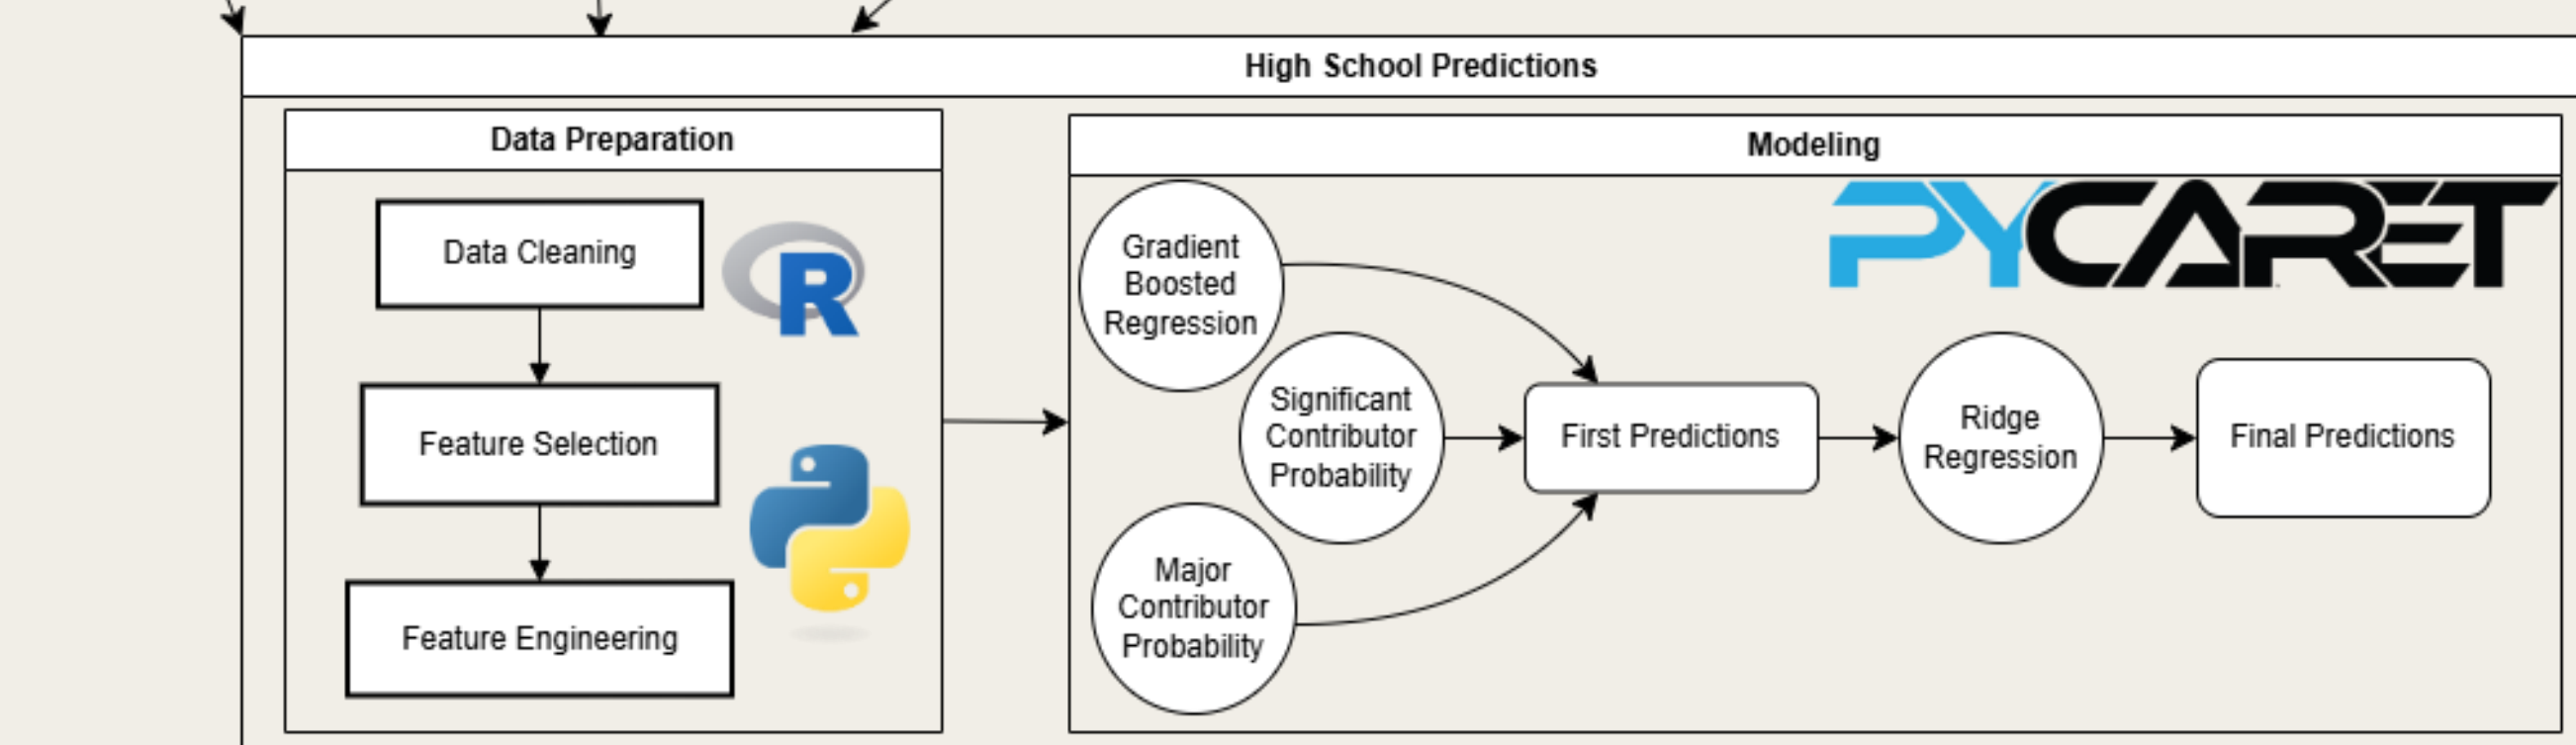 High School Predictions
Data Preparation
Data Cleaning
R
Feature Selection
Feature Engineering
Modeling
PYCARET
Gradient
Boosted
Regression
Significant
Contributor
Probability
Major
Contributor
Probability
First Predictions
Ridge
Regression
Final Predictions